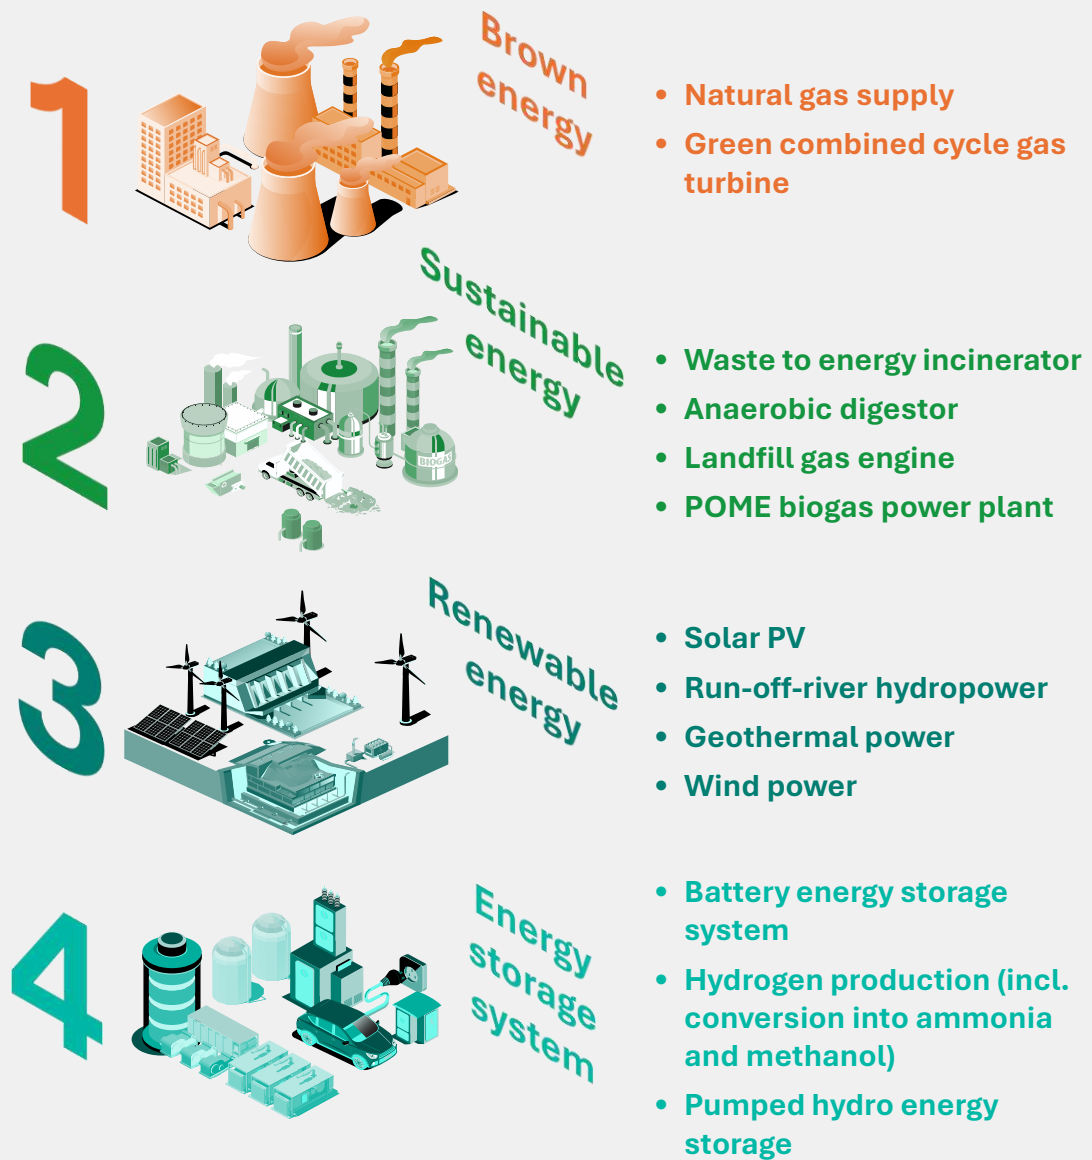 1
Brown
energy
• Natural gas supply
• Green combined cycle gas
turbine
2
Sustainable
energy
BIOGAS
• Waste to energy incinerator
• Anaerobic digestor
• Landfill gas engine
• POME biogas power plant
3
Renewable
energy
• Solar PV
• Run-off-river hydropower
• Geothermal power
• Wind power
4
Energy
storage
system
• Battery energy storage
system
• Hydrogen production (incl.
conversion into ammonia
and methanol)
• Pumped hydro energy
storage